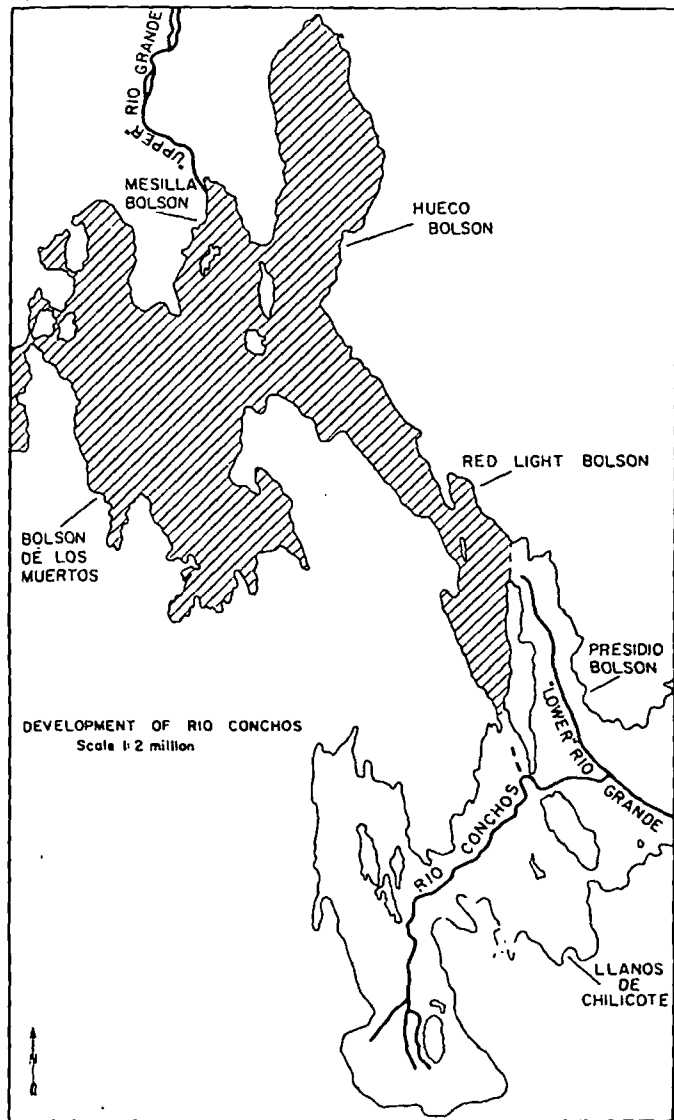 "UPPER" RIO GRANDE
MESILLA
BOLSON
HUECO
BOLSON
RED LIGHT BOLSON
BOLSON
DE LOS
MUERTOS
PRESIDIO
BOLSON
"LOWER" RIO GRANDE
DEVELOPMENT OF RIO CONCHOS
Scale 1:2 million
RIO CONCHOS
LLANOS
DE
CHILICOTE
N